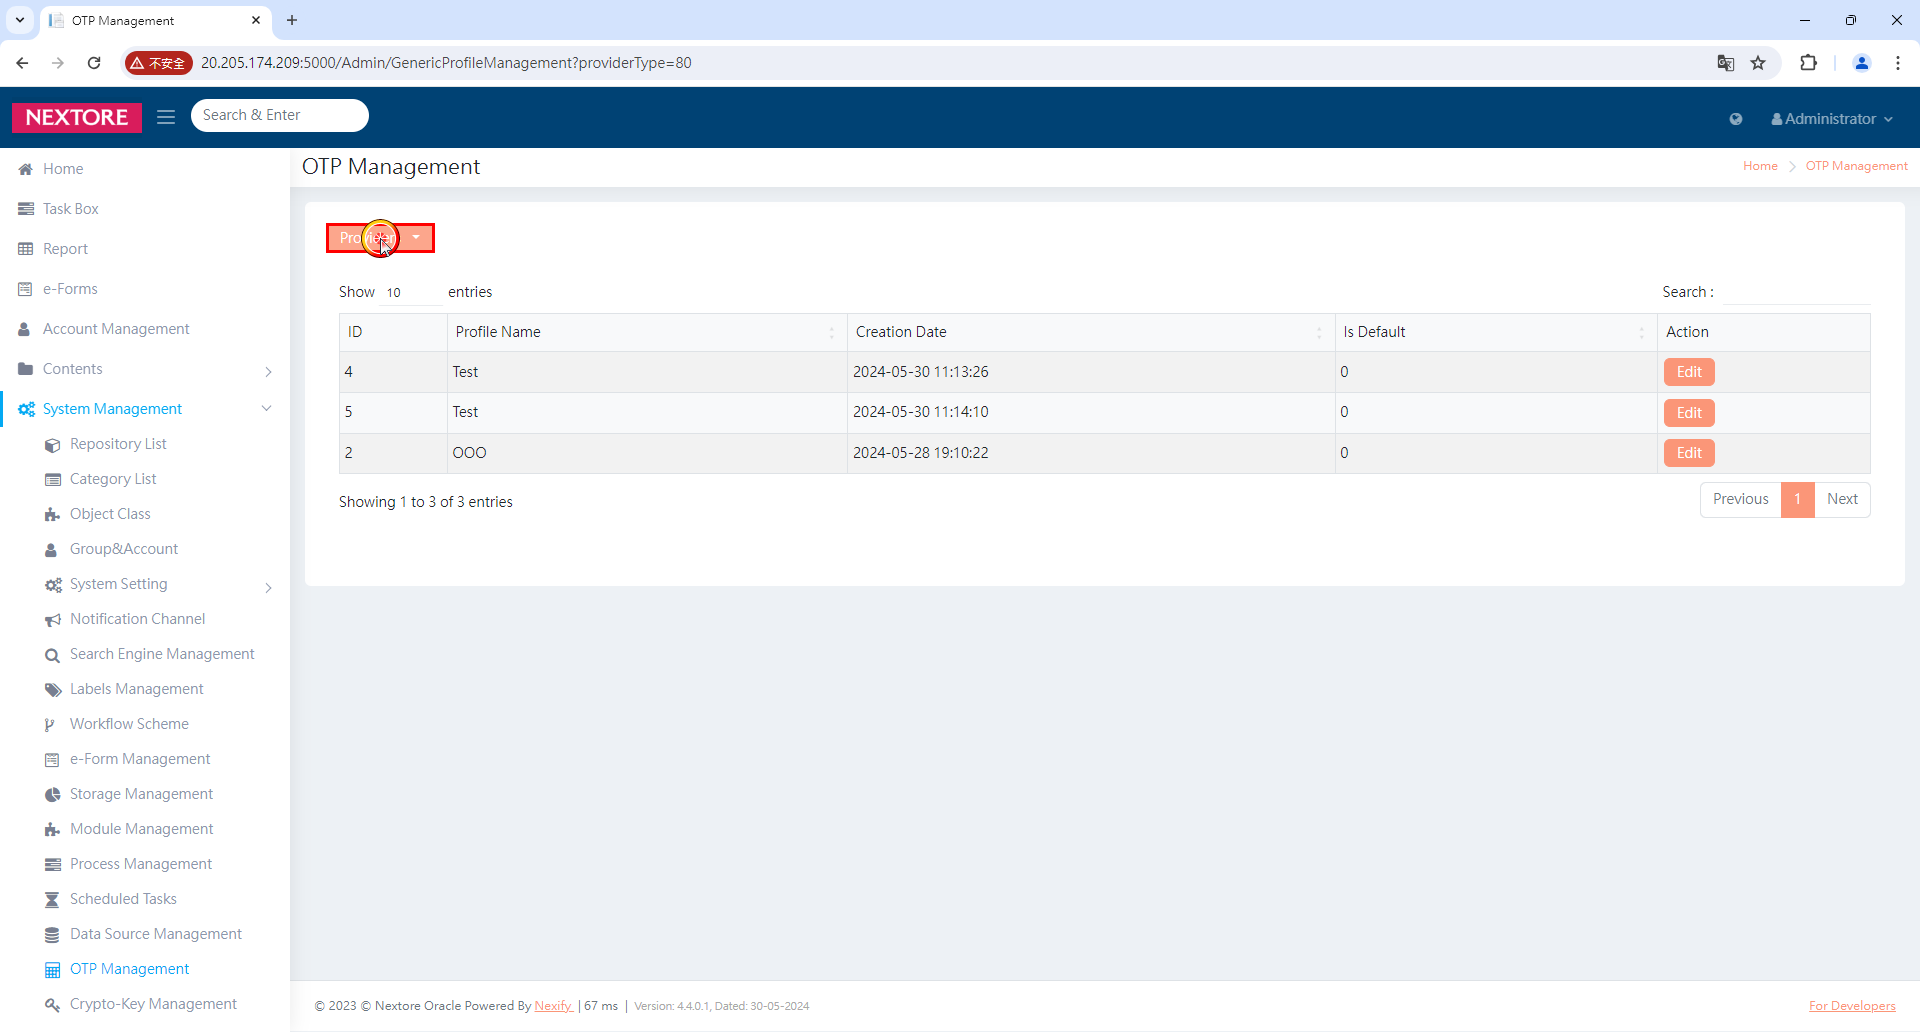 OTP Management
不安全
20.205.174.209:5000/Admin/GenericProfileManagement?providerType=80
NEXTORE
Search & Enter
Administrator
Home
Task Box
Report
e-Forms
Account Management
Contents
System Management
Repository List
Category List
Object Class
Group&Account
System Setting
Notification Channel
Search Engine Management
Labels Management
Workflow Scheme
e-Form Management
Storage Management
Module Management
Process Management
Scheduled Tasks
Data Source Management
OTP Management
Crypto-Key Management
OTP Management
Home OTP Management
Provider
Show 10 entries
Search :
ID Profile Name Creation Date Is Default Action
4 Test 2024-05-30 11:13:26 0 Edit
5 Test 2024-05-30 11:14:10 0 Edit
2 OOO 2024-05-28 19:10:22 0 Edit
Showing 1 to 3 of 3 entries
Previous 1 Next
© 2023 © Nextore Oracle Powered By Nexify | 67 ms | Version: 4.4.0.1, Dated: 30-05-2024
For Developers